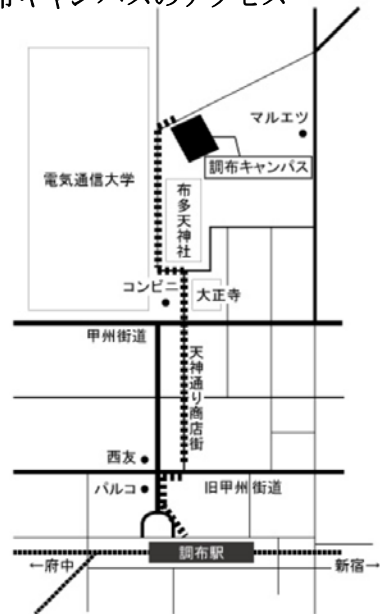 布キャンパスのアクセス
マルエツ
調布キャンパス
電気通信大学
布多天神社
コンビニ
大正寺
甲州街道
天神通り商店街
西友
パルコ
旧甲州街道
調布駅
←府中
新宿→